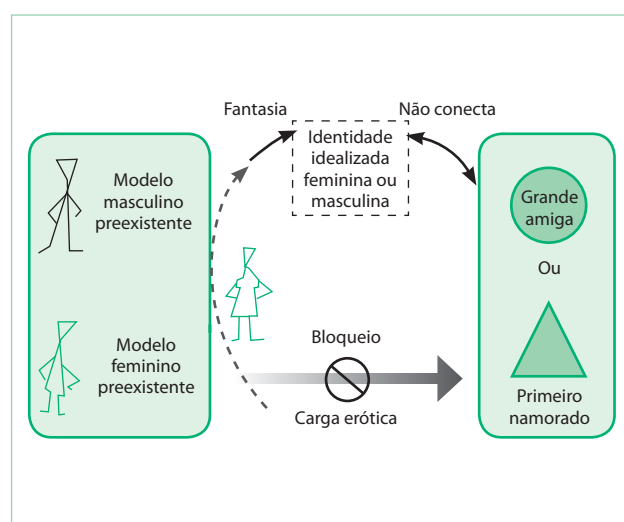 Fantasia
Não conecta
Identidade
idealizada
feminina ou
masculina
Modelo
masculino
preexistente
Grande
amiga
Ou
Modelo
feminino
preexistente
Bloqueio
Carga erótica
Primeiro
namorado